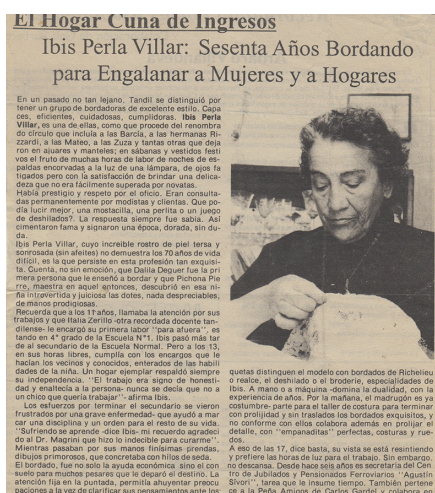 El Hogar Cuna de Ingresos
Ibis Perla Villar: Sesenta Años Bordando
para Engalanar a Mujeres y a Hogares
En un pasado no tan lejano, Tandil se distinguió por
tener un grupo de bordadoras de excelente estilo. Capa
ces, eficientes, cuidadosas, cumplidoras. Ibis Perla
Villar, es una de ellas, como que procede del renombra
do círculo que incluía a las Barcia, a las hermanas Ri-
zzardi, a las Mateo, a las Zuza y tantas otras que deja
ron en ajuares y manteles; en sábanas y vestidos festi
vos el fruto de muchas horas de labor de noches de es-
paldas encorvadas a la luz de una lámpara, de ojos fa
tigados pero con la satisfacción de brindar una delica-
deza que no era fácilmente superada por novatas.
Había prestigio y respeto por el oficio. Eran consulta-
das permanentemente por modistas y clientas. Que po-
día lucir mejor, una mostacilla, una perlita o un juego
de deshilados?. La respuesta siempre fue sabia. Así
cimentaron fama y signaron una época, dorada, sin du-
da.
Ibis Perla Villar, cuyo increible rostro de piel tersa y
sonrosada (sin afeites) no demuestra los 70 años de vida
difícil, es la que persiste en esta profesión tan exquisi-
ta. Cuenta, no sin emoción, que Dalila Deguer fue la pri
mera persona que le enseñó a bordar y que Pichona Pie
rre, maestra en aquel entonces, descubrió en esa ni-
ña introvertida y juiciosa las dotes, nada despreciables,
de manos prodigiosas.
Recuerda que a los 11 años, llamaba la atención por sus
trabajos y que Italia Zerilio -otra recordada docente tan-
dilense- le encargó su primera labor "para afuera", es-
tando en 4° grado de la Escuela N°1. Ibis pasó más tar
de al secundario de la Escuela Normal. Pero a los 13,
en sus horas libres, cumplía con los encargos que le
hacían los vecinos y conocidos, enterados de las habili
dades de la niña. Un hogar ejemplar respaldó siempre
su independencia. "El trabajo era signo de honesti-
dad y enaltecía a la persona- nunca se decía que no a
un chico que quería trabajar"- afirma Ibis.
Los esfuerzos por terminar el secundario se vieron
frustrados por una grave enfermedad- que ayudó a mar
car una disciplina y un orden para el resto de su vida.
"Sufriendo se aprende -dice Ibis- mi recuerdo agradeci
do al Dr. Magrini que hizo lo indecible para curarme".
Mientras pasaban por sus manos finísimas prendas,
dibujos primorosos, que concretaba con hilos de seda.
El bordado, fue no solo la ayuda económica sino el con
suelo para muchos pesares que le deparó el destino. La
atención fija en la puntada, permitía ahuyentar preocu
paciones a la vez de clarificar sus pensamientos ante los
quetas distinguen el modelo con bordados de Richelieu
o realce, el deshilado o el broderie, especialidades de
Ibis. A mano o a máquina -domina la dualidad, con la
experiencia de años. Por la mañana, el madrugón es ya
costumbre- parte para el taller de costura para terminar
con prolijidad y sin traslados los bordados exquisitos, y
no conforme con ellos colabora además en prolijar el
detalle, con "empanaditas" perfectas, costuras y rue-
dos.
A eso de las 17, dice basta, su vista se está resintiendo
y prefiere las horas de luz para el trabajo. Sin embargo,
no descansa. Desde hace seis años es secretaria del Cen
tro de Jubilados y Pensionados Ferroviarios "Agustín
Sívori", tarea que le insume tiempo. También pertene
ce a la Peña Amigos de Carlos Gardel y colabora con